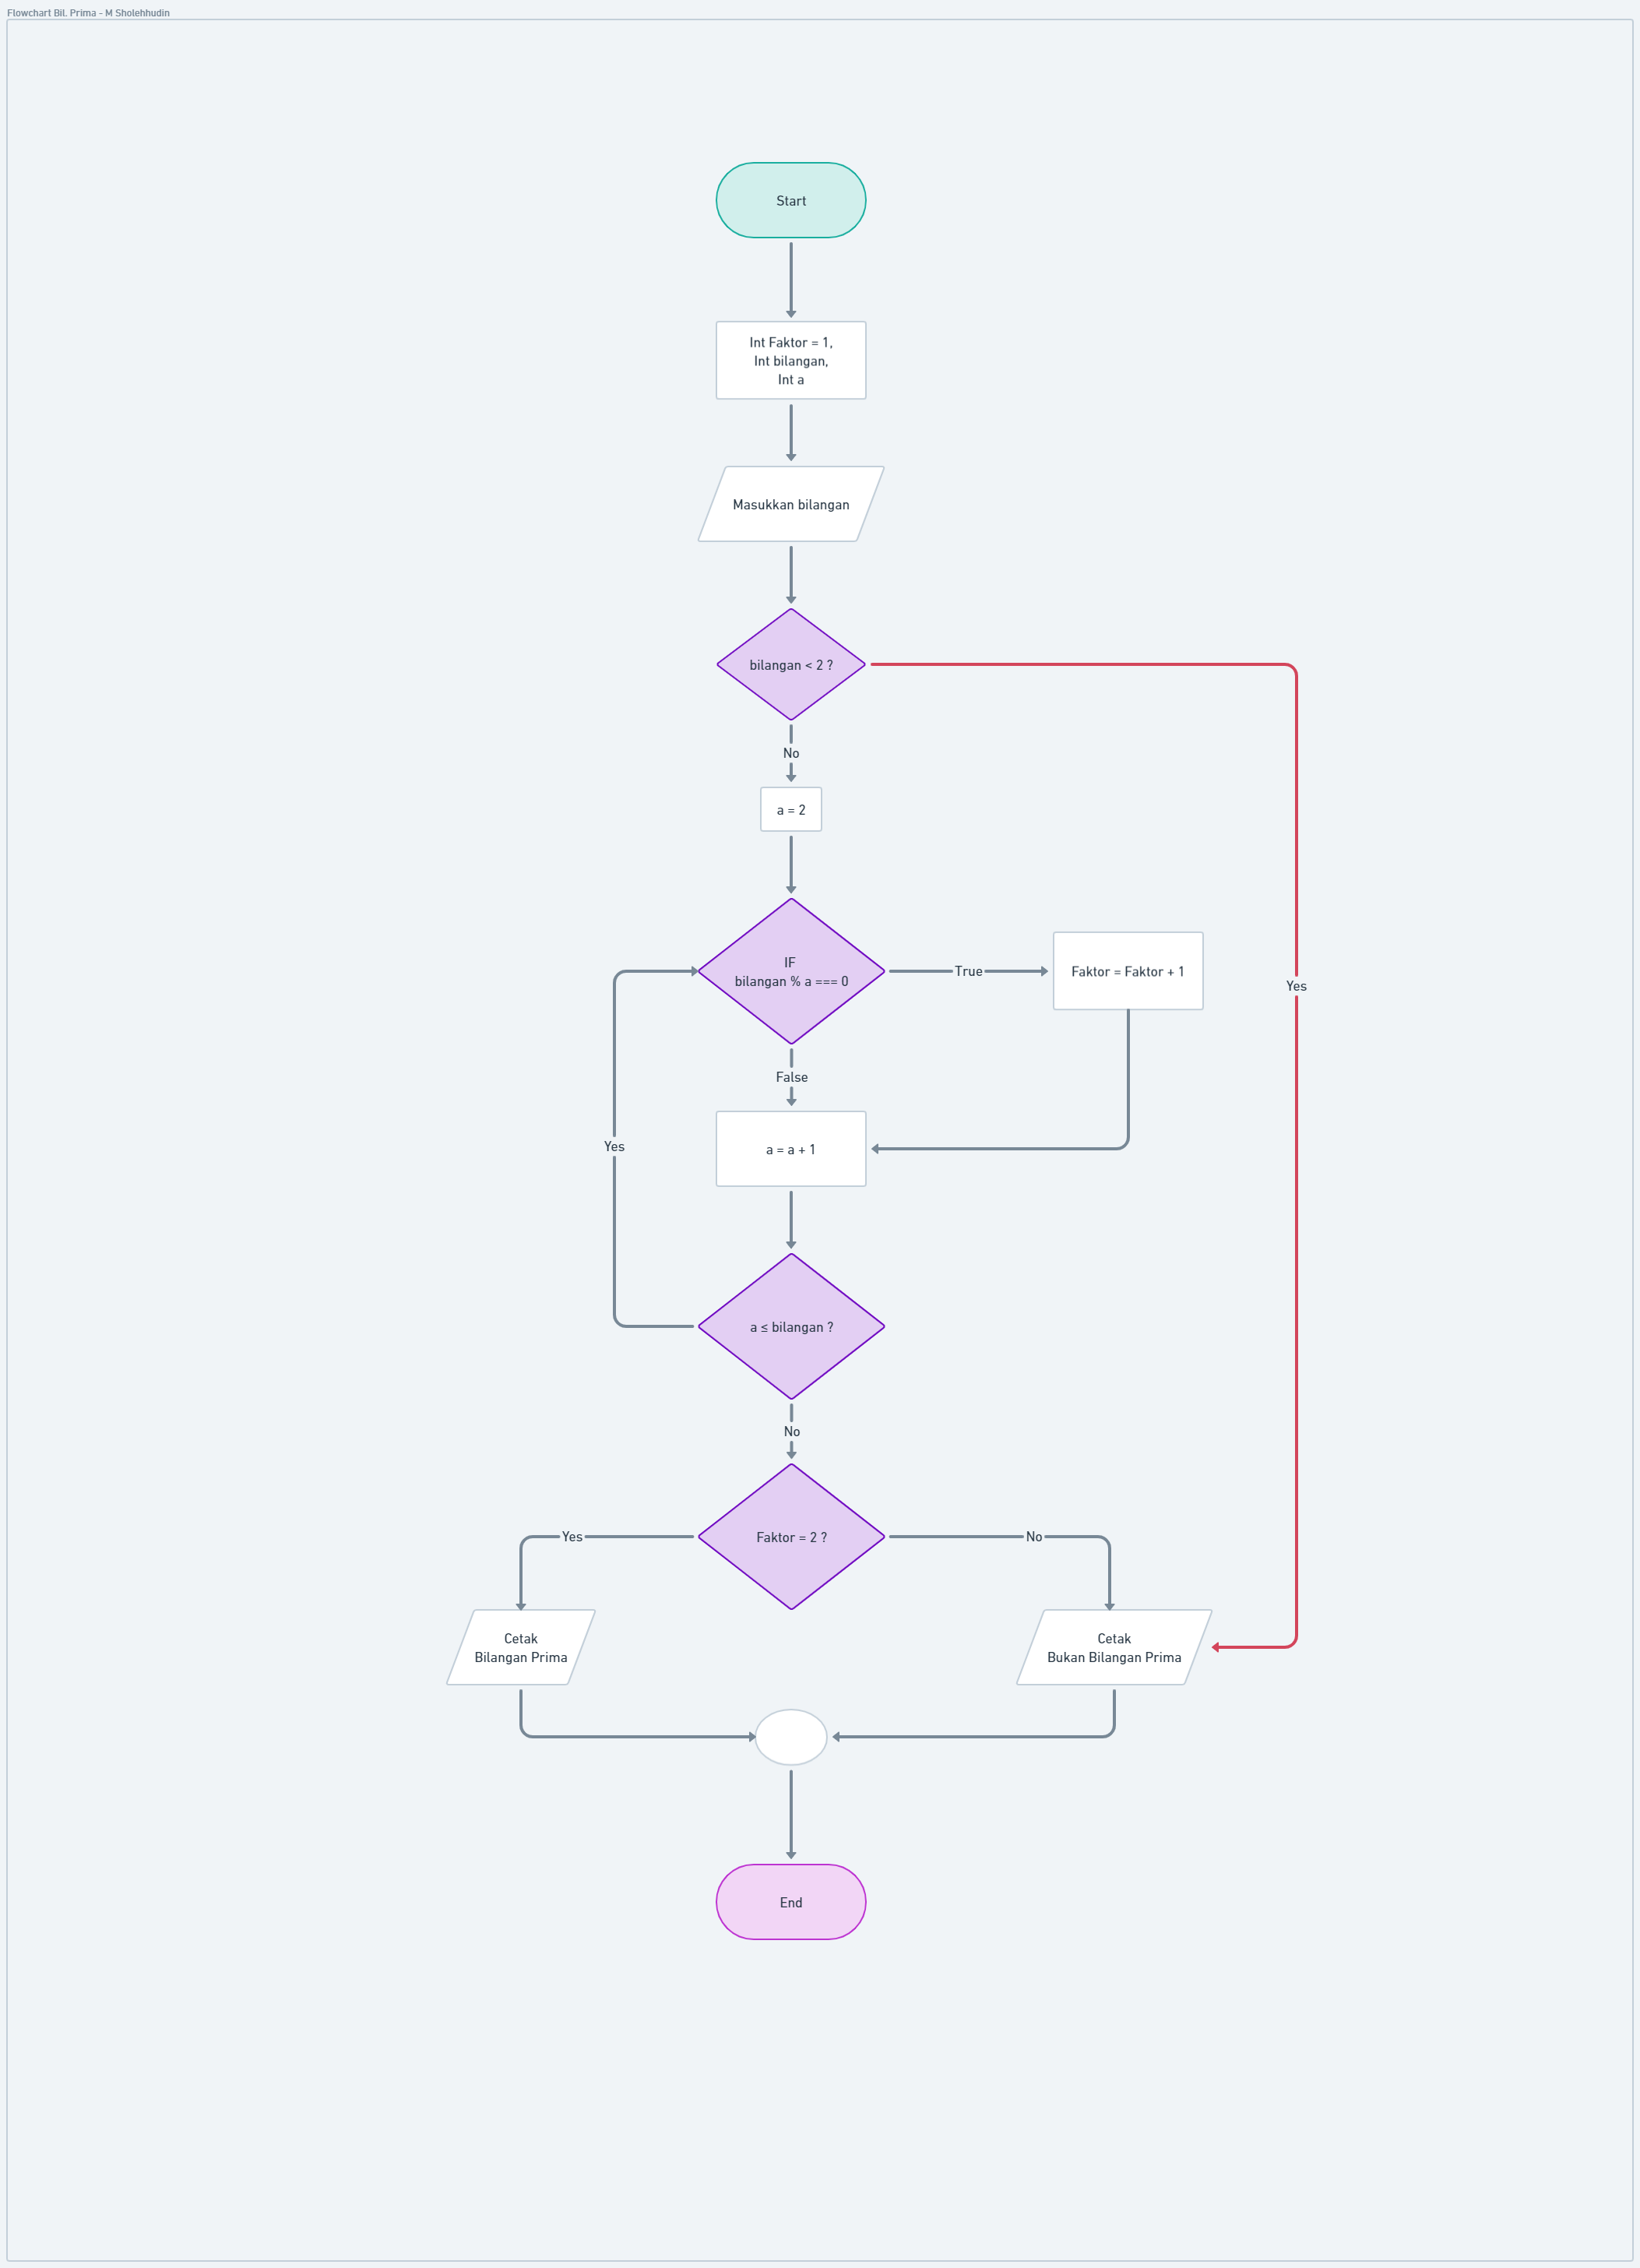 Flowchart Bil. Prima - M Sholehhudin
Start
Int Faktor = 1,
Int bilangan,
Int a
Masukkan bilangan
bilangan < 2 ?
No
a = 2
IF
bilangan % a === 0
True
Faktor = Faktor + 1
Yes
False
Yes
a = a + 1
a ≤ bilangan ?
No
Faktor = 2 ?
Yes
No
Cetak
Bilangan Prima
Cetak
Bukan Bilangan Prima
End